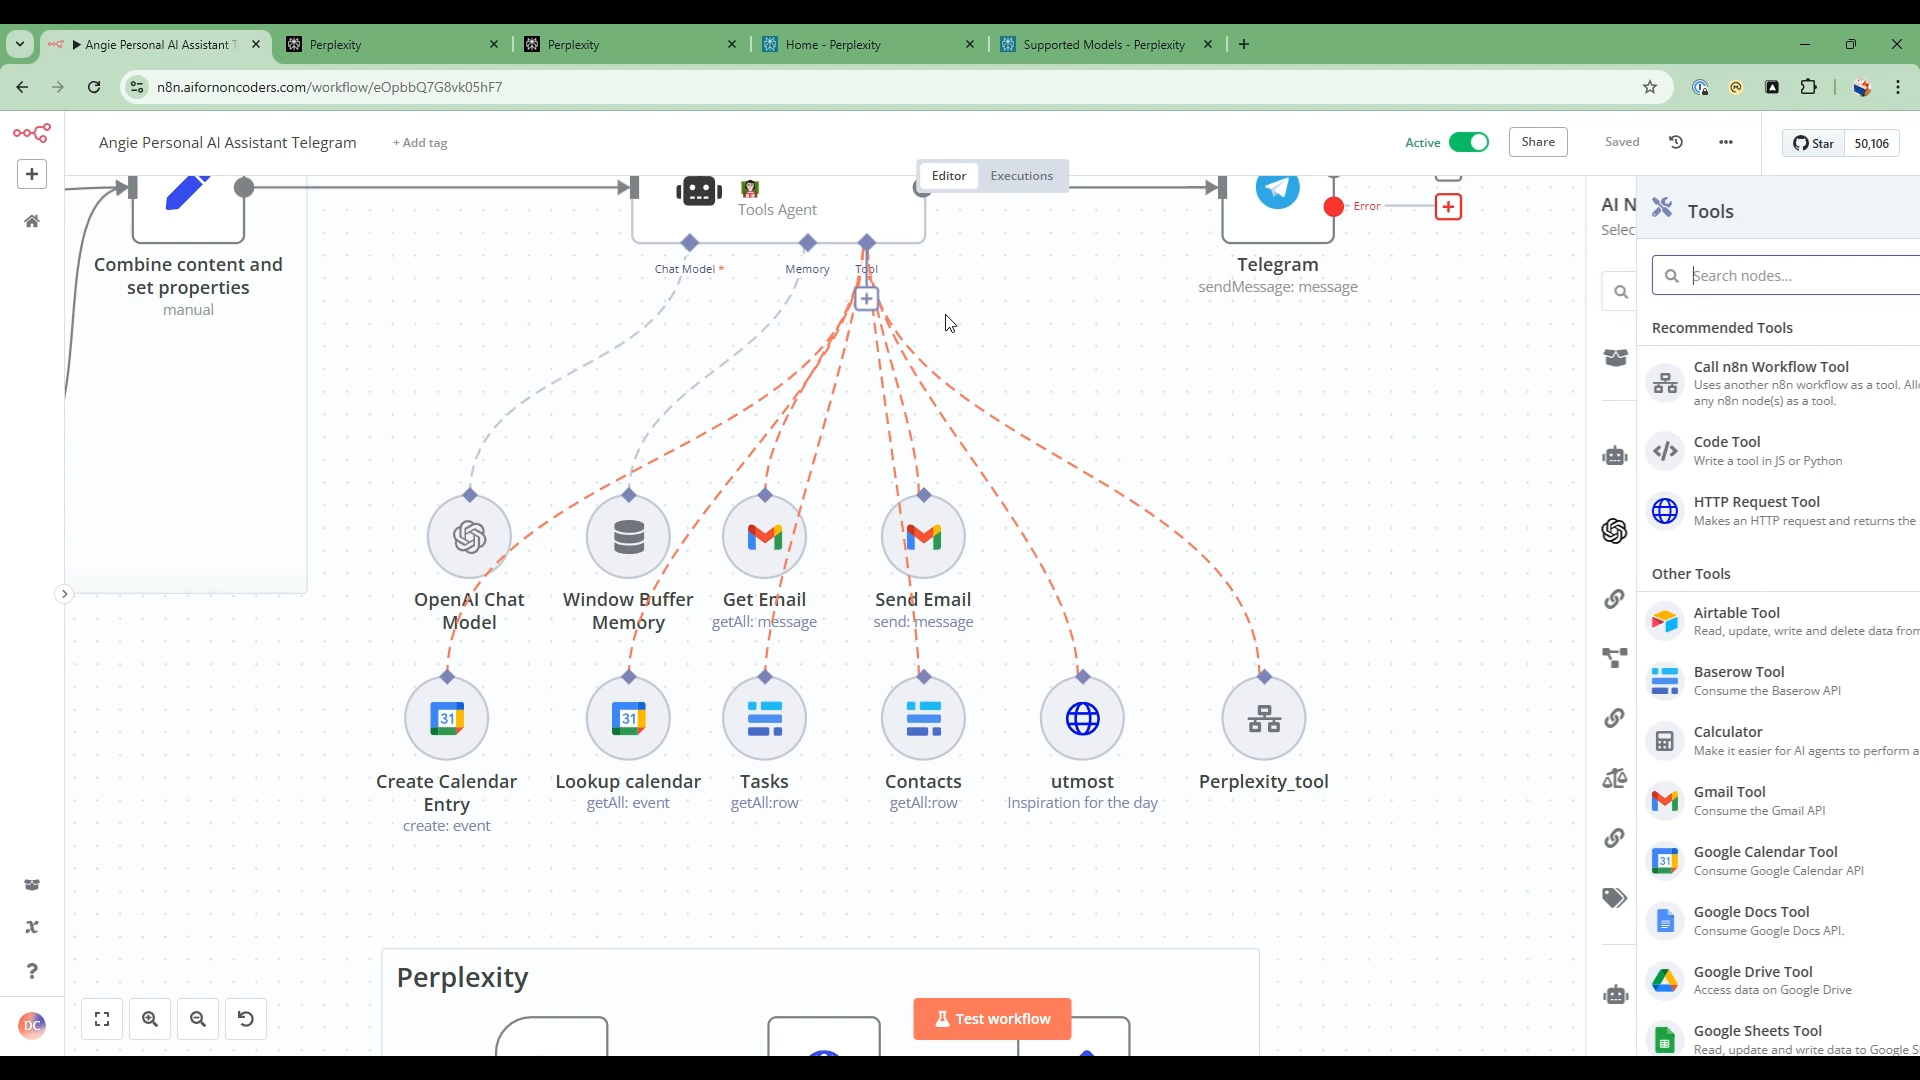 Angie Personal AI Assistant T
Perplexity
Perplexity
Home - Perplexity
Supported Models - Perplexity
n8n.aifornoncoders.com/workflow/eOpbbQ7G8vk05hF7
Angie Personal AI Assistant Telegram
+ Add tag
Active
Share
Saved
Star
50,106
Editor
Executions
Tools Agent
Chat Model *
Memory
Tool
Error
Combine content and
set properties
manual
Telegram
sendMessage: message
OpenAI Chat
Model
Window Buffer
Memory
Get Email
getAll: message
Send Email
send: message
31
Create Calendar
Entry
create: event
31
Lookup calendar
getAll: event
Tasks
getAll:row
Contacts
getAll:row
utmost
Inspiration for the day
Perplexity_tool
Perplexity
Test workflow
DC
AI N
Selec
Tools
Search nodes...
Recommended Tools
Call n8n Workflow Tool
Uses another n8n workflow as a tool. Allo
any n8n node(s) as a tool.
Code Tool
Write a tool in JS or Python
HTTP Request Tool
Makes an HTTP request and returns the
Other Tools
Airtable Tool
Read, update, write and delete data from
Baserow Tool
Consume the Baserow API
Calculator
Make it easier for AI agents to perform a
Gmail Tool
Consume the Gmail API
31
Google Calendar Tool
Consume Google Calendar API
Google Docs Tool
Consume Google Docs API.
Google Drive Tool
Access data on Google Drive
Google Sheets Tool
Read, update and write data to Google S